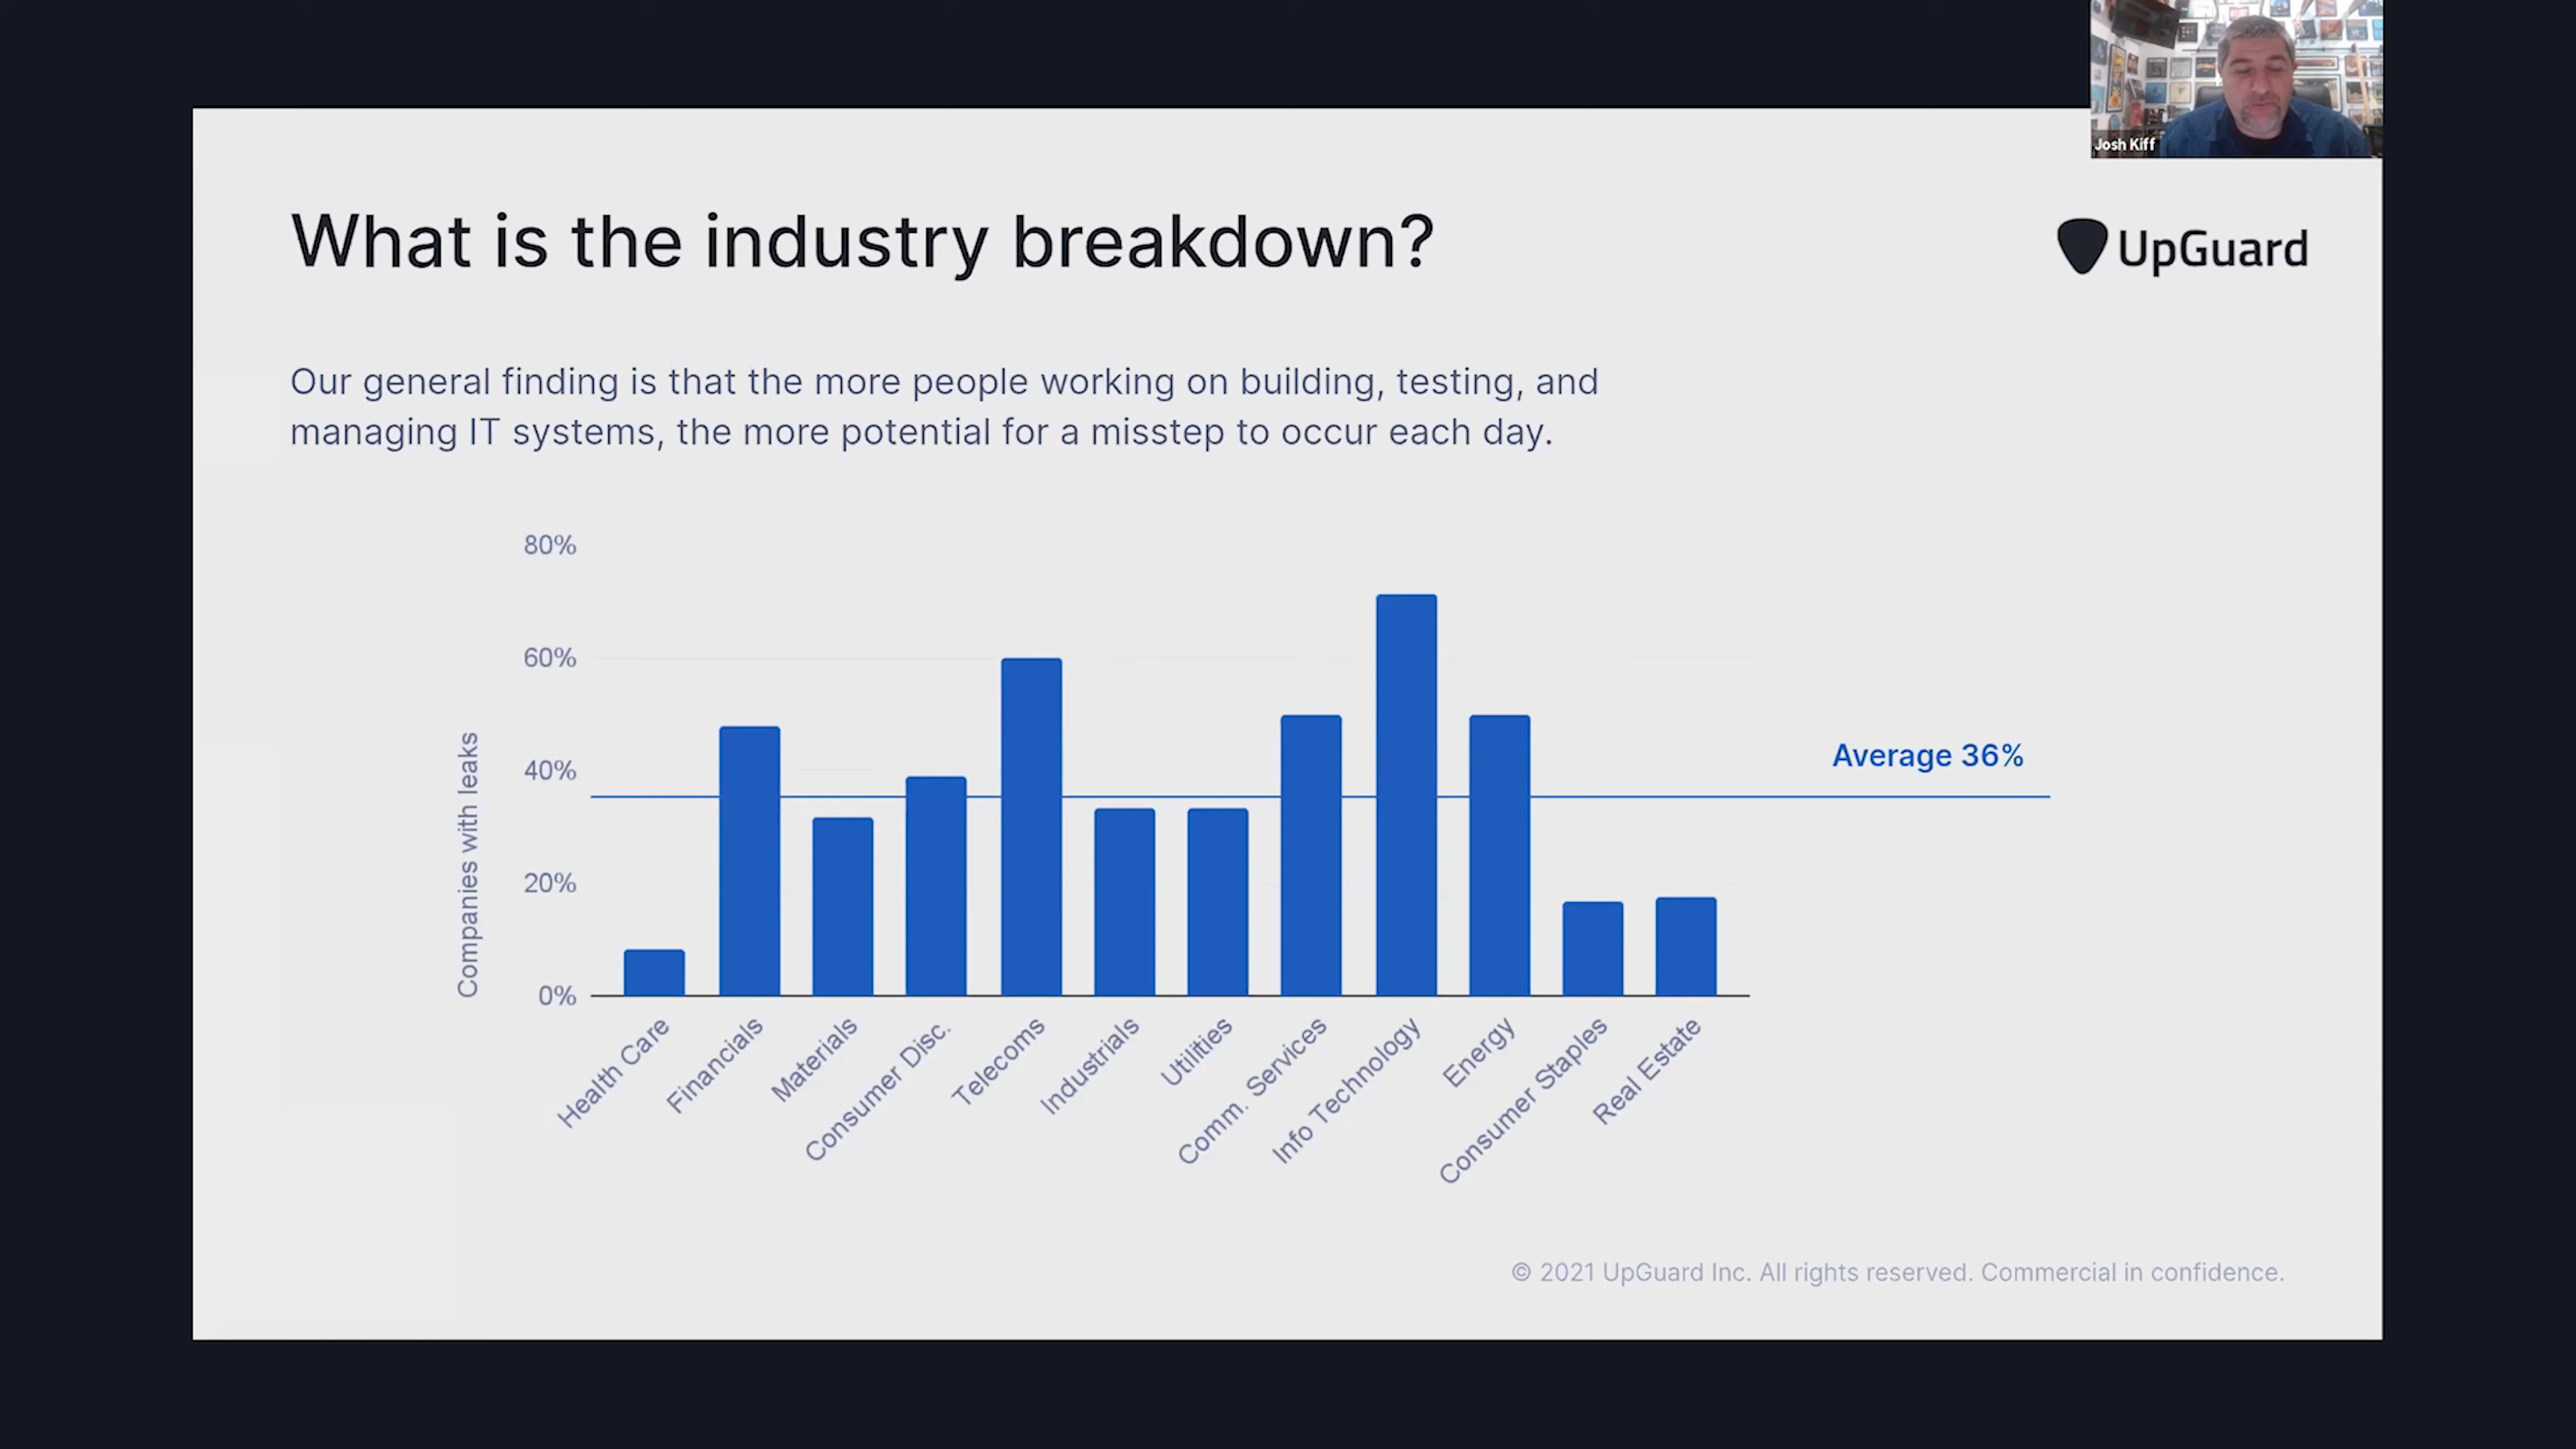 Josh Kiff
What is the industry breakdown?
UpGuard
Our general finding is that the more people working on building, testing, and
managing IT systems, the more potential for a misstep to occur each day.
Companies with leaks
80%
60%
40%
20%
0%
Average 36%
Health Care
Financials
Materials
Consumer Disc.
Telecoms
Industrials
Utilities
Comm. Services
Info Technology
Energy
Consumer Staples
Real Estate
© 2021 UpGuard Inc. All rights reserved. Commercial in confidence.